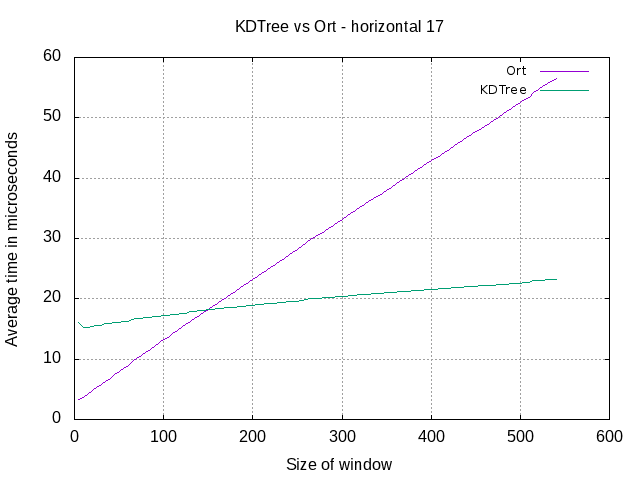 KDTree vs Ort - horizontal 17
Ort
KDTree
Average time in microseconds
60
50
40
30
20
10
0
0 100 200 300 400 500 600
Size of window